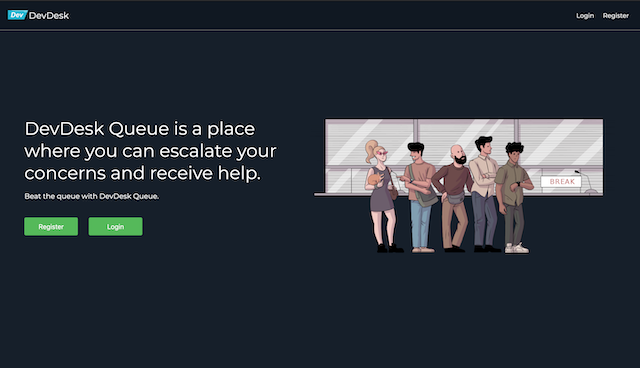 Dev DevDesk
Login Register
DevDesk Queue is a place
where you can escalate your
concerns and receive help.
Beat the queue with DevDesk Queue.
Register Login
BREAK